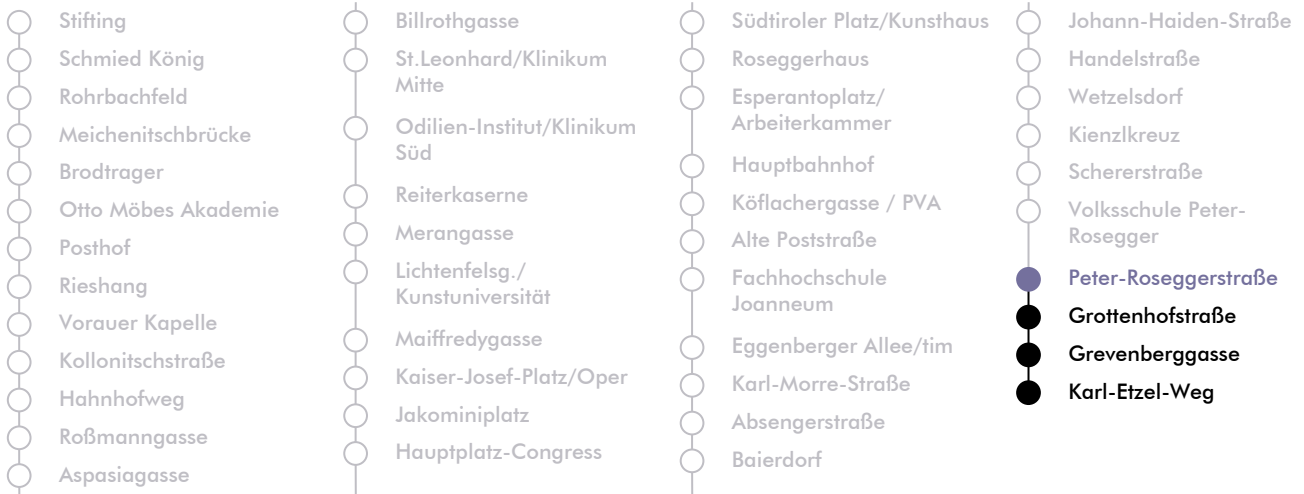 Stifting
Schmied König
Rohrbachfeld
Meichenitschbrücke
Brodtrager
Otto Möbes Akademie
Posthof
Rieshang
Vorauer Kapelle
Kollonitschstraße
Hahnhofweg
Roßmanngasse
Aspasiagasse
Billrothgasse
St.Leonhard/Klinikum
Mitte
Odilien-Institut/Klinikum
Süd
Reiterkaserne
Merangasse
Lichtenfelsg./
Kunstuniversität
Maiffredygasse
Kaiser-Josef-Platz/Oper
Jakominiplatz
Hauptplatz-Congress
Südtiroler Platz/Kunsthaus
Roseggerhaus
Esperantoplatz/
Arbeiterkammer
Hauptbahnhof
Köflachergasse / PVA
Alte Poststraße
Fachhochschule
Joanneum
Eggenberger Allee/tim
Karl-Morre-Straße
Absengerstraße
Baierdorf
Johann-Haiden-Straße
Handelstraße
Wetzelsdorf
Kienzlkreuz
Schererstraße
Volksschule Peter-
Rosegger
Peter-Roseggerstraße
Grottenhofstraße
Grevenberggasse
Karl-Etzel-Weg